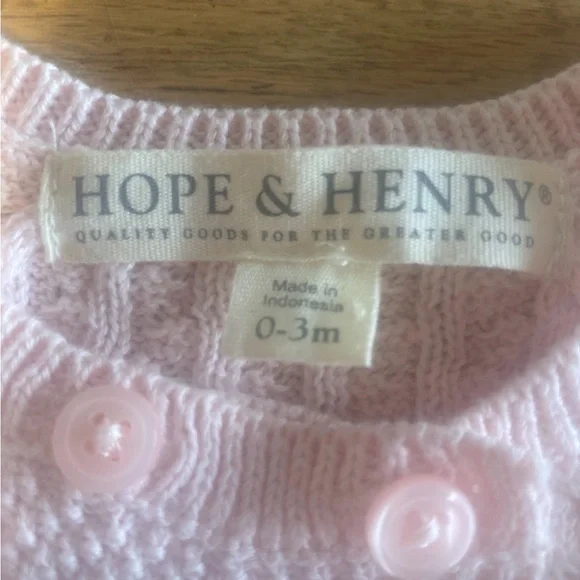 HOPE & HENRY®
QUALITY GOODS FOR THE GREATER GOOD
Made in
Indonesia
0-3m